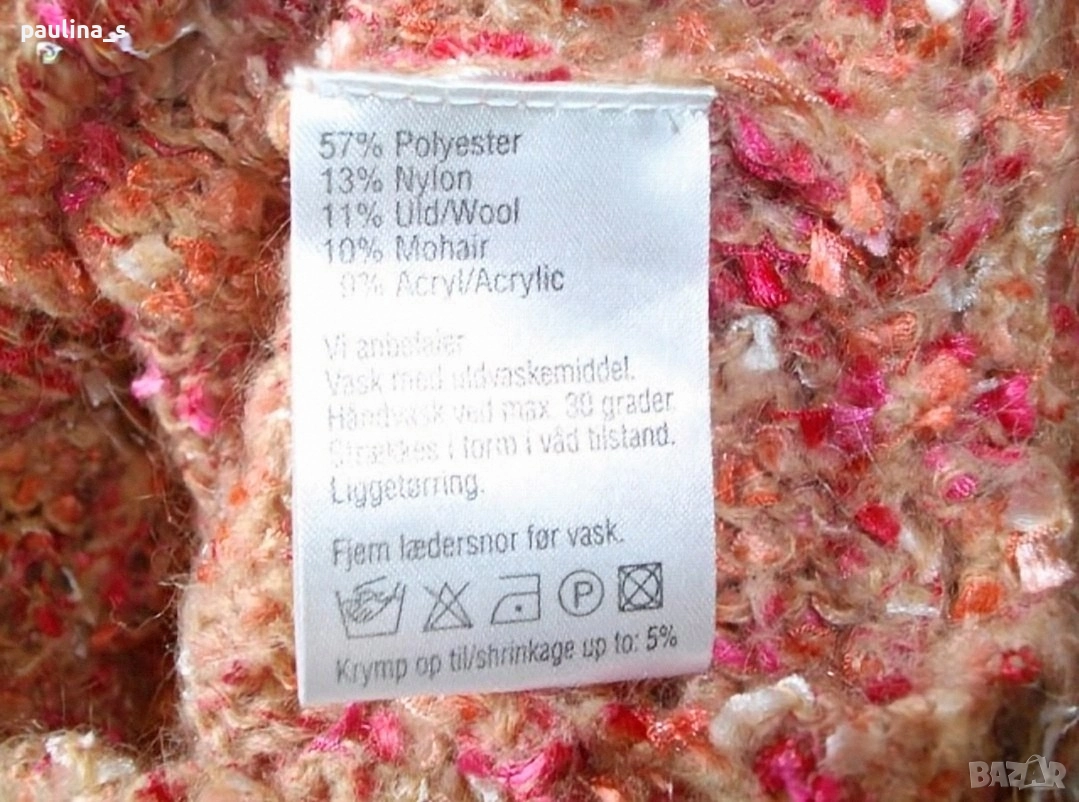 paulina_s
57% Polyester
13% Nylon
11% Uld/Wool
10% Mohair
9% Acryl/Acrylic
Vi anbefaler
Vask med uldvaskemiddel.
Håndvask ved max. 30 grader.
Strækkes i form i våd tilstand.
Liggetørring.
Fjern lædersnor før vask.
P
Krymp op til/shrinkage up to: 5%
BAZAR